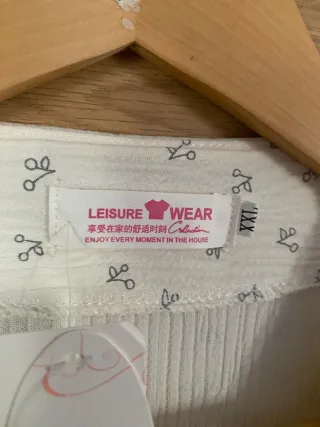 LEISURE WEAR
享受在家的舒适时刻 Collection
ENJOY EVERY MOMENT IN THE HOUSE
XXL